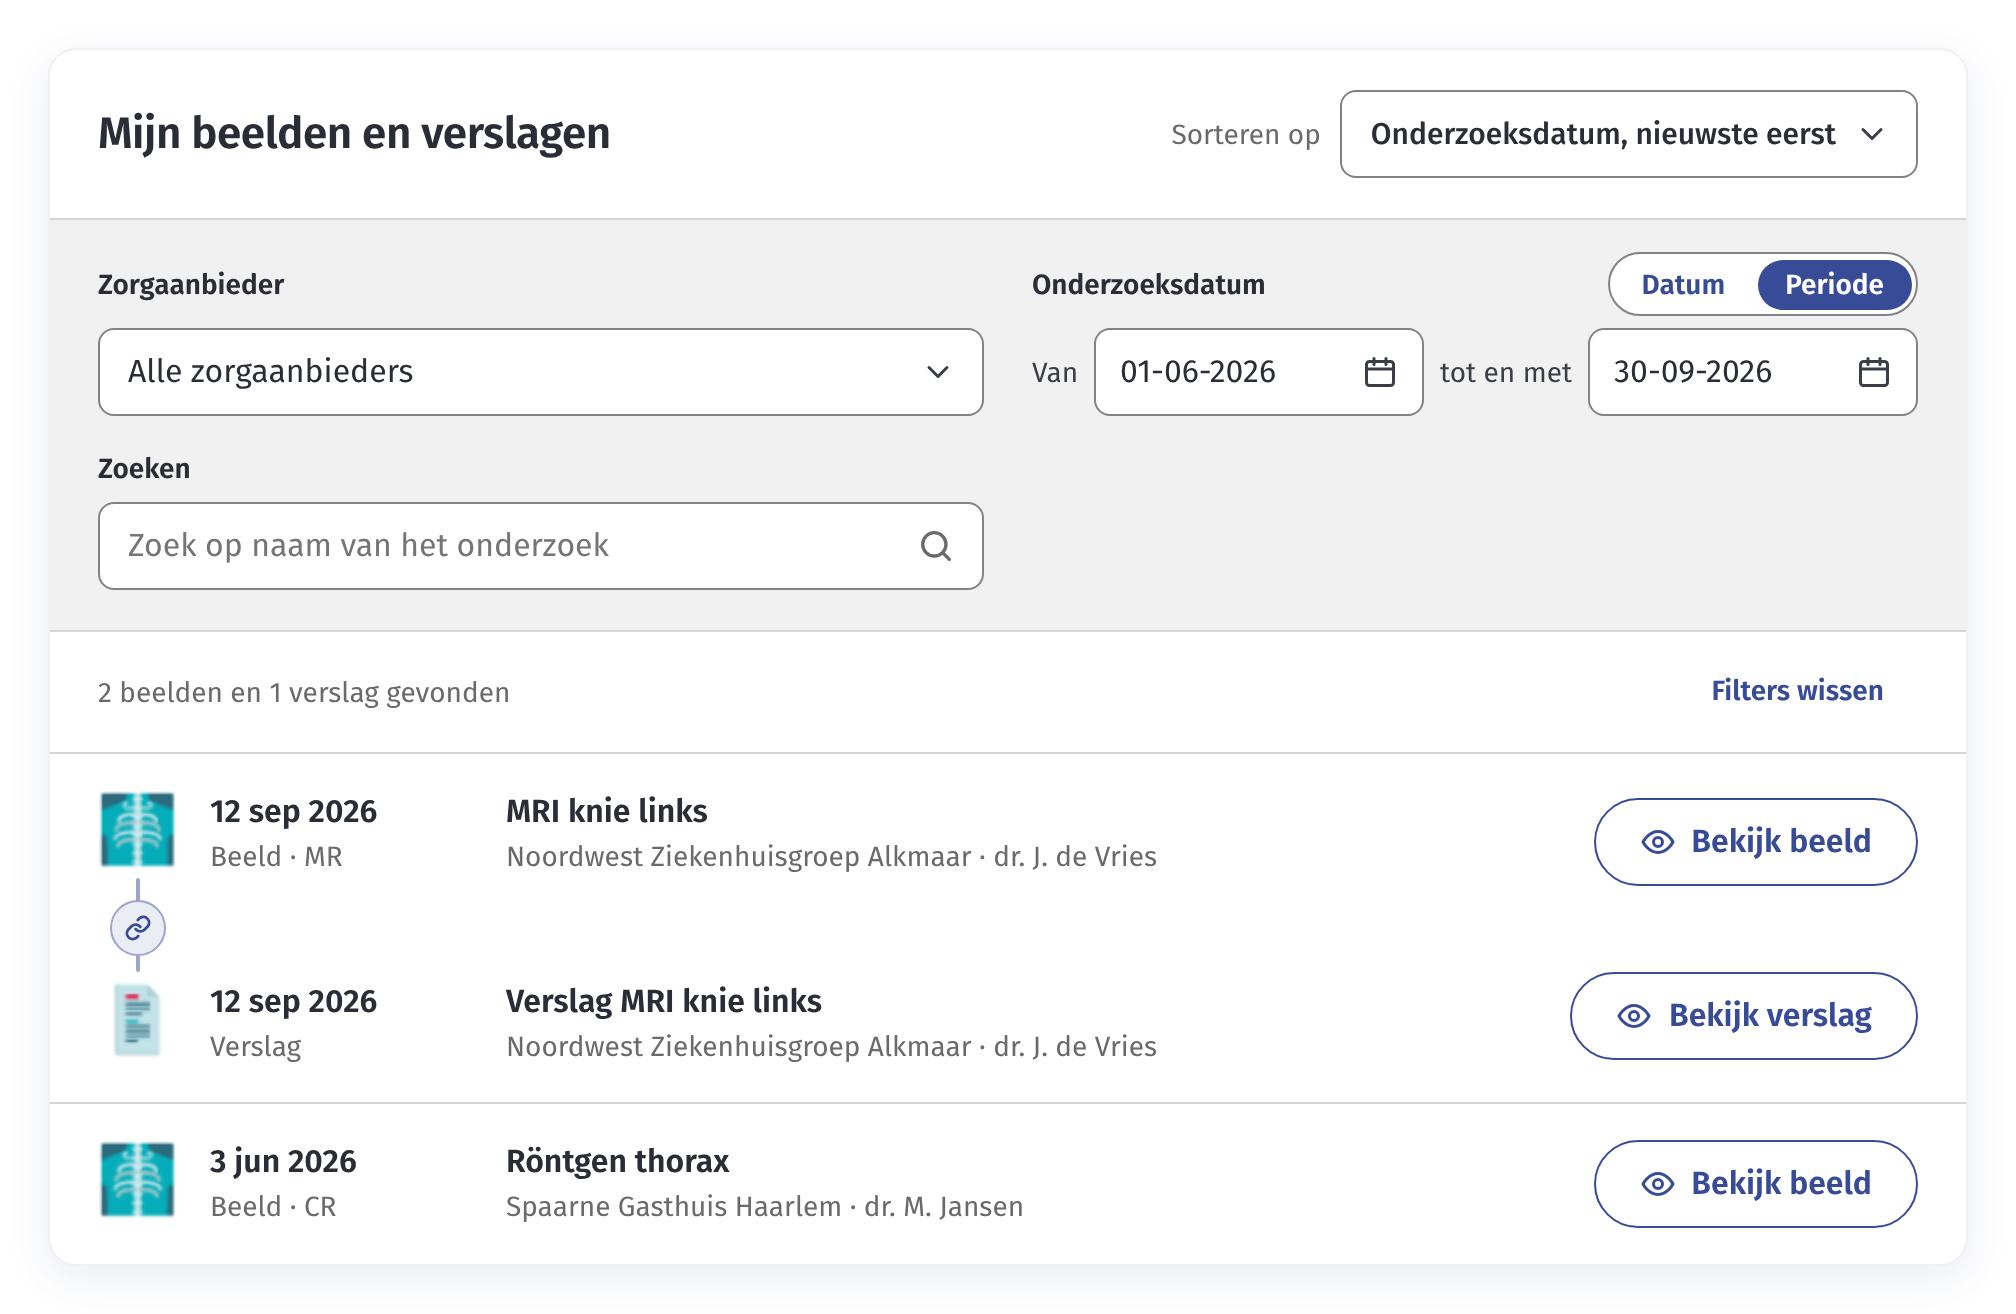 Mijn beelden en verslagen
Sorteren op
Onderzoeksdatum, nieuwste eerst
Zorgaanbieder
Alle zorgaanbieders
Onderzoeksdatum
Datum
Periode
Van
01-06-2026
tot en met
30-09-2026
Zoeken
Zoek op naam van het onderzoek
2 beelden en 1 verslag gevonden
Filters wissen
12 sep 2026
Beeld · MR
MRI knie links
Noordwest Ziekenhuisgroep Alkmaar · dr. J. de Vries
Bekijk beeld
12 sep 2026
Verslag
Verslag MRI knie links
Noordwest Ziekenhuisgroep Alkmaar · dr. J. de Vries
Bekijk verslag
3 jun 2026
Beeld · CR
Röntgen thorax
Spaarne Gasthuis Haarlem · dr. M. Jansen
Bekijk beeld